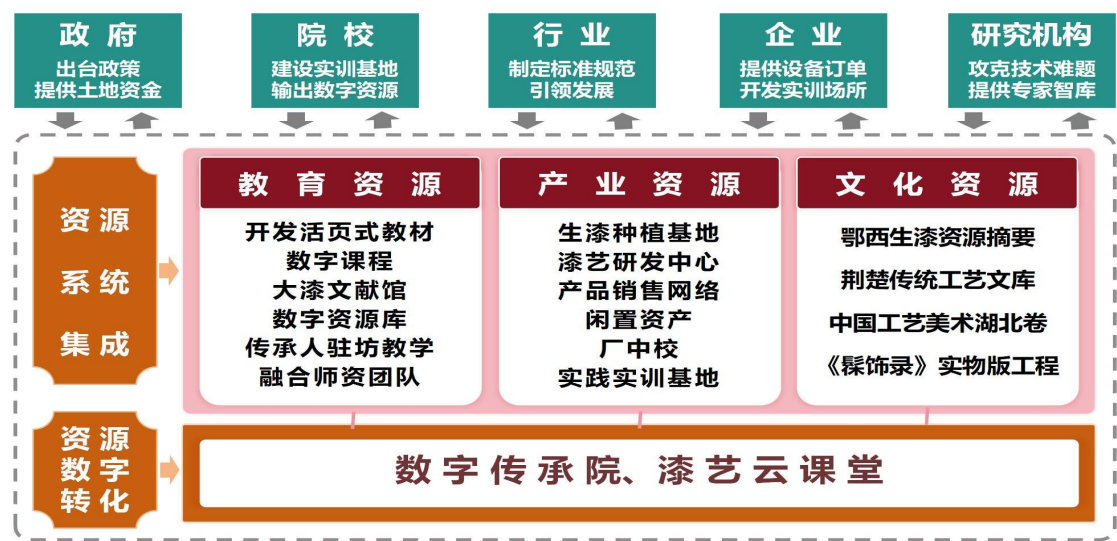 政府
出台政策
提供土地资金
院校
建设实训基地
输出数字资源
行业
制定标准规范
引领发展
企业
提供设备订单
开发实训场所
研究机构
攻克技术难题
提供专家智库
资源
系统
集成
教育资源
开发活页式教材
数字课程
大漆文献馆
数字资源库
传承人驻坊教学
融合师资团队
产业资源
生漆种植基地
漆艺研发中心
产品销售网络
闲置资产
厂中校
实践实训基地
文化资源
鄂西生漆资源摘要
荆楚传统工艺文库
中国工艺美术湖北卷
《髹饰录》实物版工程
资源
数字
转化
数字传承院、漆艺云课堂